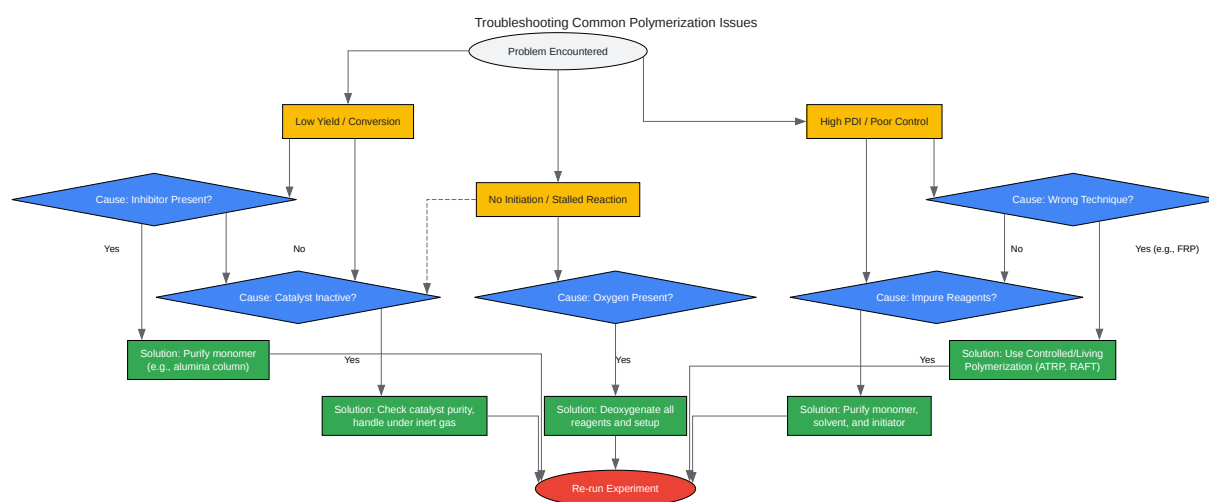 Troubleshooting Common Polymerization Issues
Problem Encountered
Low Yield / Conversion
High PDI / Poor Control
Cause: Inhibitor Present?
No Initiation / Stalled Reaction
Cause: Wrong Technique?
Yes
No
No
Yes (e.g., FRP)
Cause: Catalyst Inactive?
Cause: Oxygen Present?
Cause: Impure Reagents?
Solution: Purify monomer
(e.g., alumina column)
Yes
Yes
Yes
Solution: Use Controlled/Living
Polymerization (ATRP, RAFT)
Solution: Check catalyst purity,
handle under inert gas
Solution: Deoxygenate all
reagents and setup
Solution: Purify monomer,
solvent, and initiator
Re-run Experiment